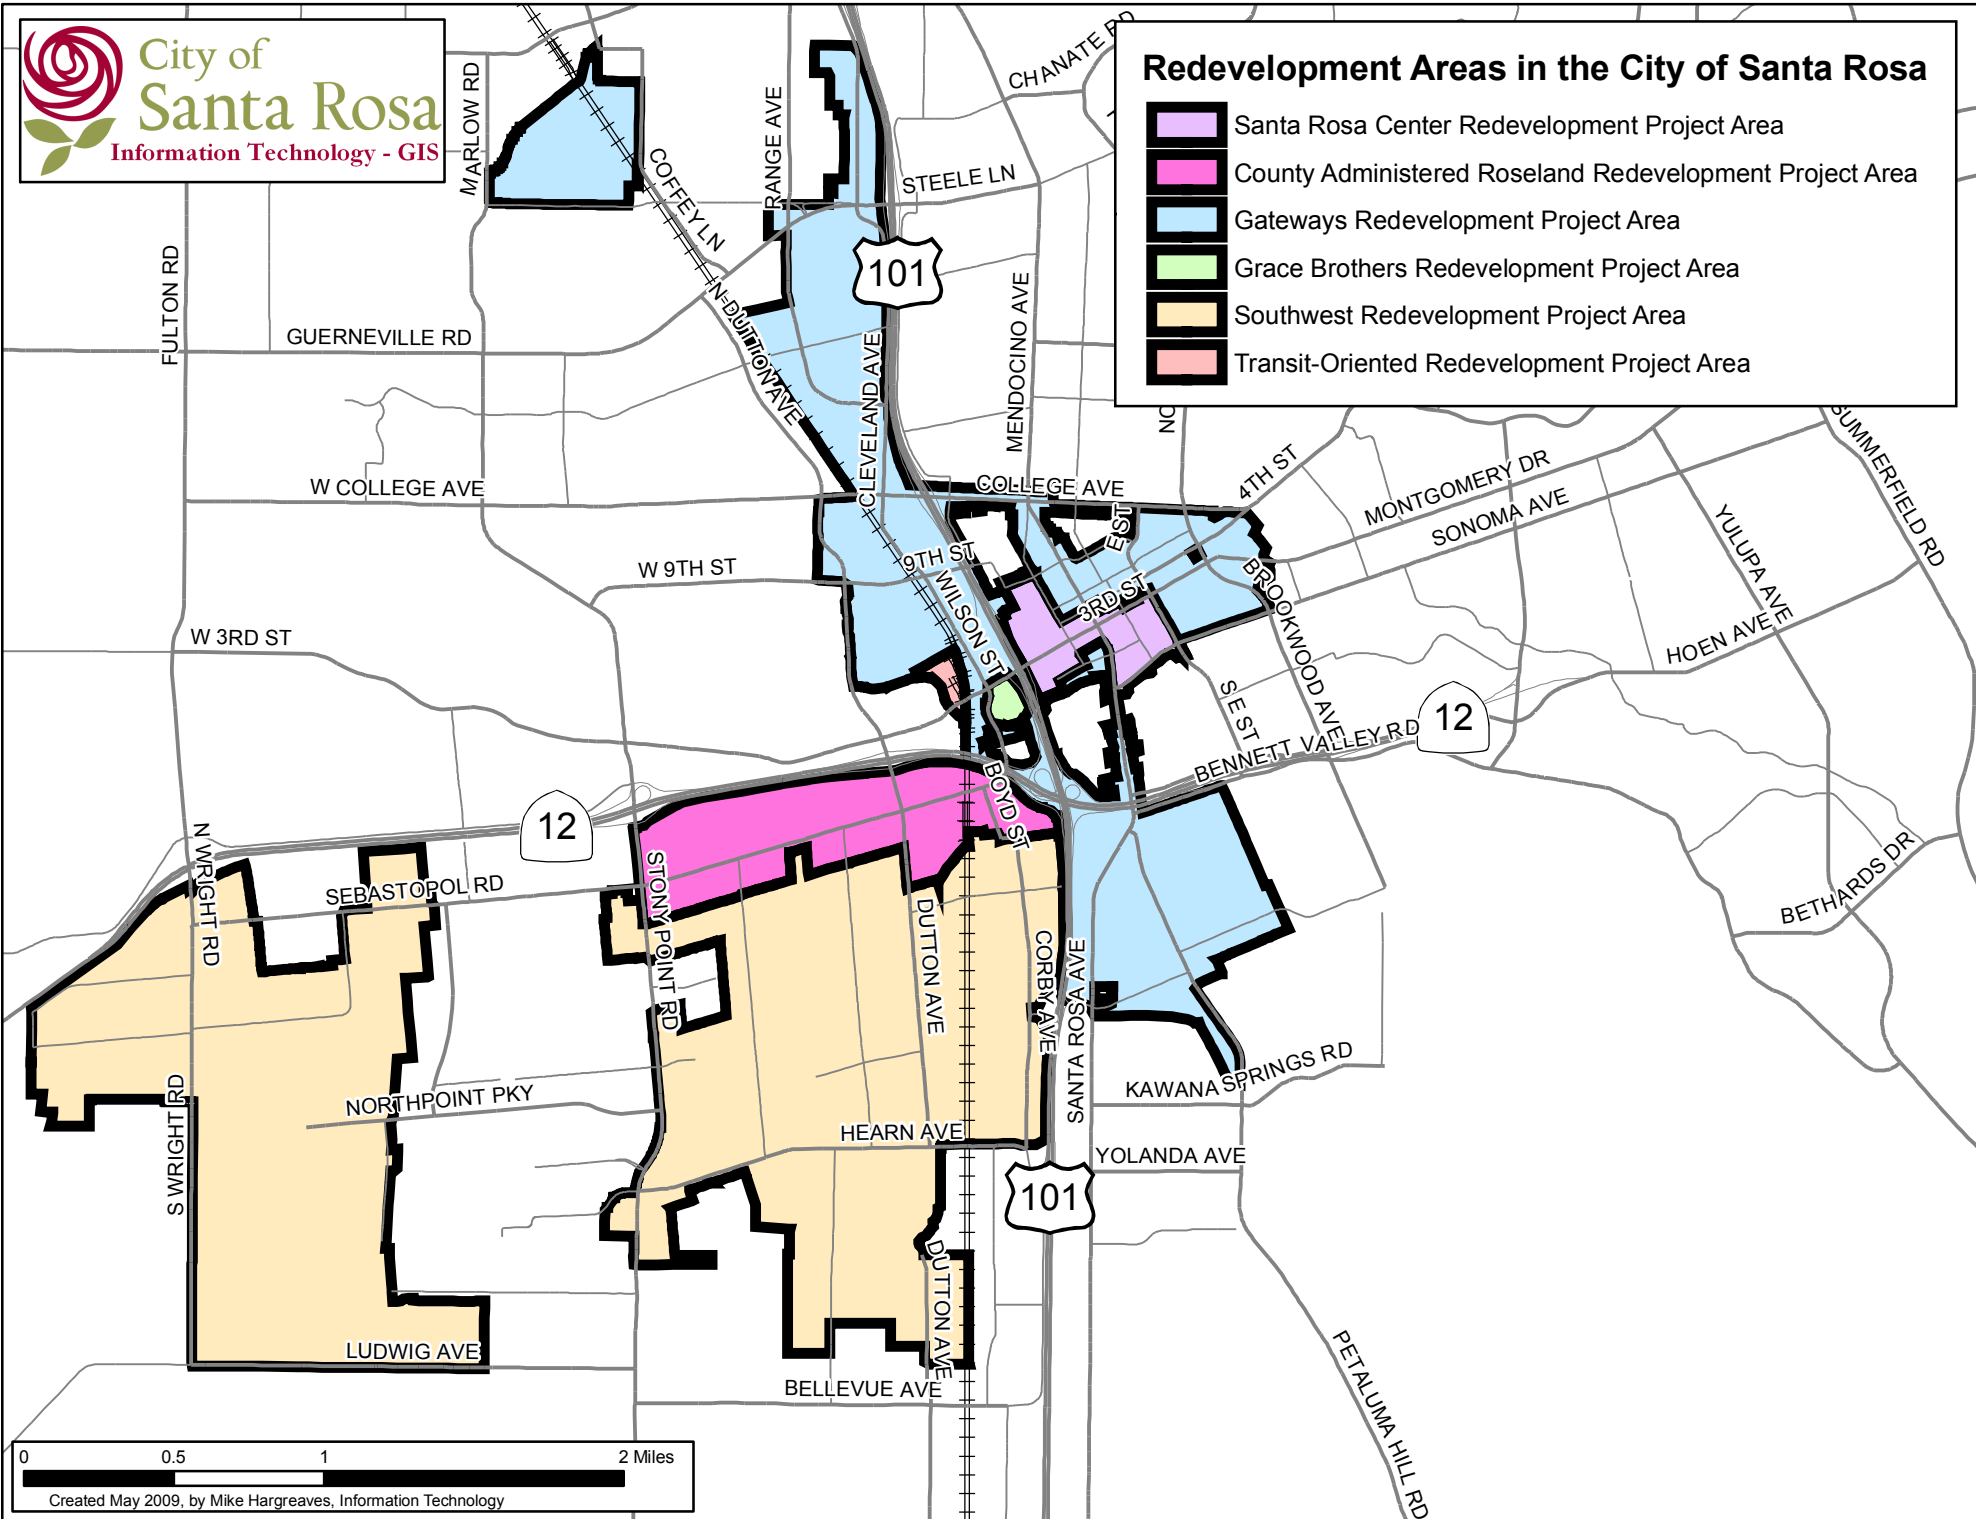 City of
Santa Rosa
Information Technology - GIS
Redevelopment Areas in the City of Santa Rosa
Santa Rosa Center Redevelopment Project Area
County Administered Roseland Redevelopment Project Area
Gateways Redevelopment Project Area
Grace Brothers Redevelopment Project Area
Southwest Redevelopment Project Area
Transit-Oriented Redevelopment Project Area
CHANATE RD
MARLOW RD
RANGE AVE
COFFEY LN
STEELE LN
101
FULTON RD
GUERNEVILLE RD
N DUTTON AVE
CLEVELAND AVE
MENDOCINO AVE
NO
SUMMERFIELD RD
W COLLEGE AVE
COLLEGE AVE
4TH ST
MONTGOMERY DR
SONOMA AVE
YULUPA AVE
E ST
W 9TH ST
9TH ST
WILSON ST
3RD ST
BROOKWOOD AVE
HOEN AVE
W 3RD ST
S E ST
12
BENNETT VALLEY RD
BOYD ST
12
N WRIGHT RD
SEBASTOPOL RD
STONY POINT RD
DUTTON AVE
CORBY AVE
SANTA ROSA AVE
BETHARDS DR
KAWANA SPRINGS RD
NORTHPOINT PKY
S WRIGHT RD
HEARN AVE
YOLANDA AVE
101
DUTTON AVE
LUDWIG AVE
BELLEVUE AVE
PETALUMA HILL RD
0 0.5 1 2 Miles
Created May 2009, by Mike Hargreaves, Information Technology